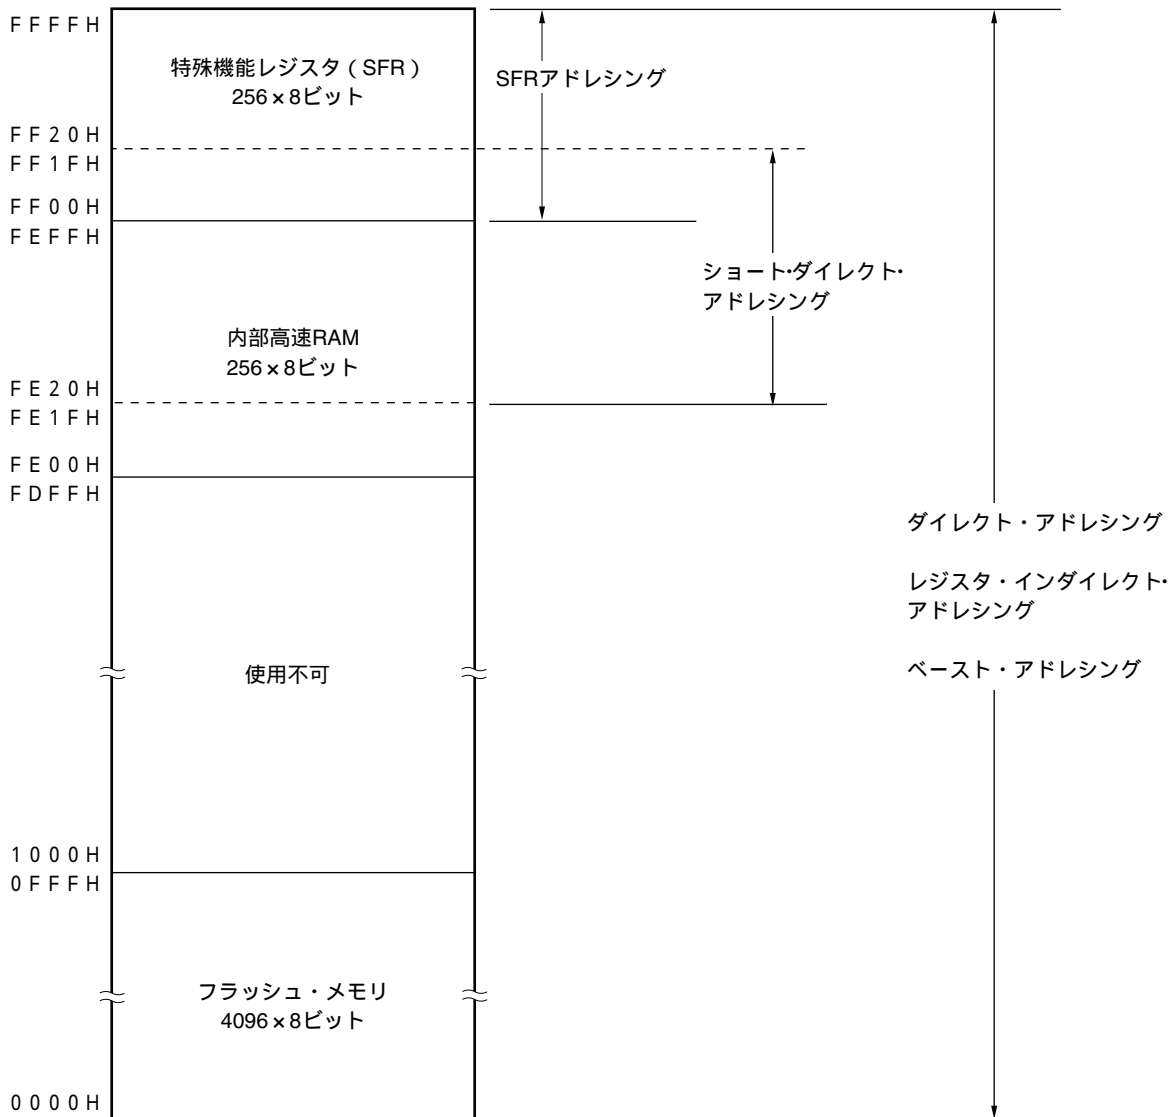 FFFFH
特殊機能レジスタ(SFR)
256×8ビット
SFRアドレシング
FF20H
FF1FH
FF00H
FEFFH
ショート・ダイレクト・
アドレシング
内部高速RAM
256×8ビット
FE20H
FE1FH
FE00H
FDFFH
ダイレクト・アドレシング
レジスタ・インダイレクト・
アドレシング
ベースト・アドレシング
使用不可
1000H
0FFFH
フラッシュ・メモリ
4096×8ビット
0000H